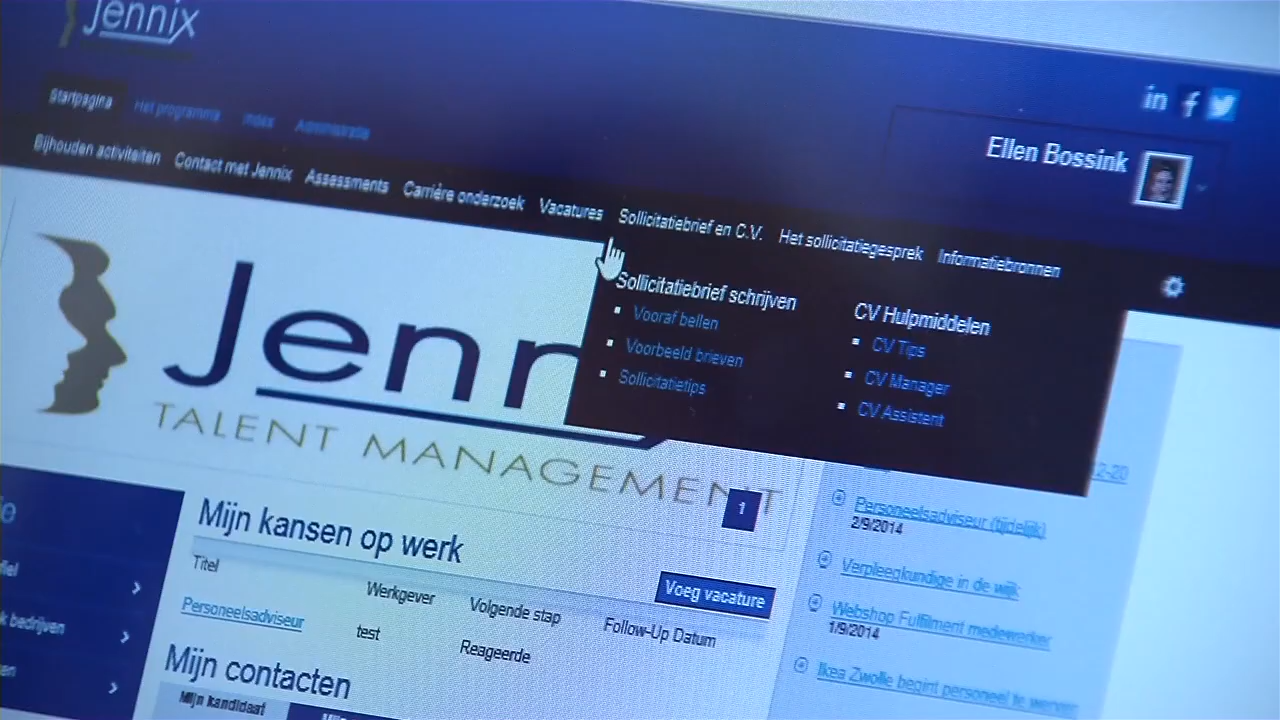 Jennix
Startpagina Het programma Index Administratie
Ellen Bossink
Bijhouden activiteiten Contact met Jennix Assessments Carrière onderzoek Vacatures Sollicitatiebrief en C.V. Het sollicitatiegesprek Informatiebronnen
Sollicitatiebrief schrijven
Vooraf bellen
Voorbeeld brieven
Sollicitatietips
CV Hulpmiddelen
CV Tips
CV Manager
CV Assistent
Jenn
TALENT MANAGEMENT
1
Mijn kansen op werk
Voeg vacature
Titel Werkgever Volgende stap Follow-Up Datum
Personeelsadviseur test Reageerde
Mijn contacten
Mijn kandidaat
bedrijven
12-20
Personeelsadviseur (tijdelijk)
2/9/2014
Verpleegkundige in de wijk
Webshop Fulfilment medewerker
1/9/2014
Ikea Zwolle begint personeel te werven